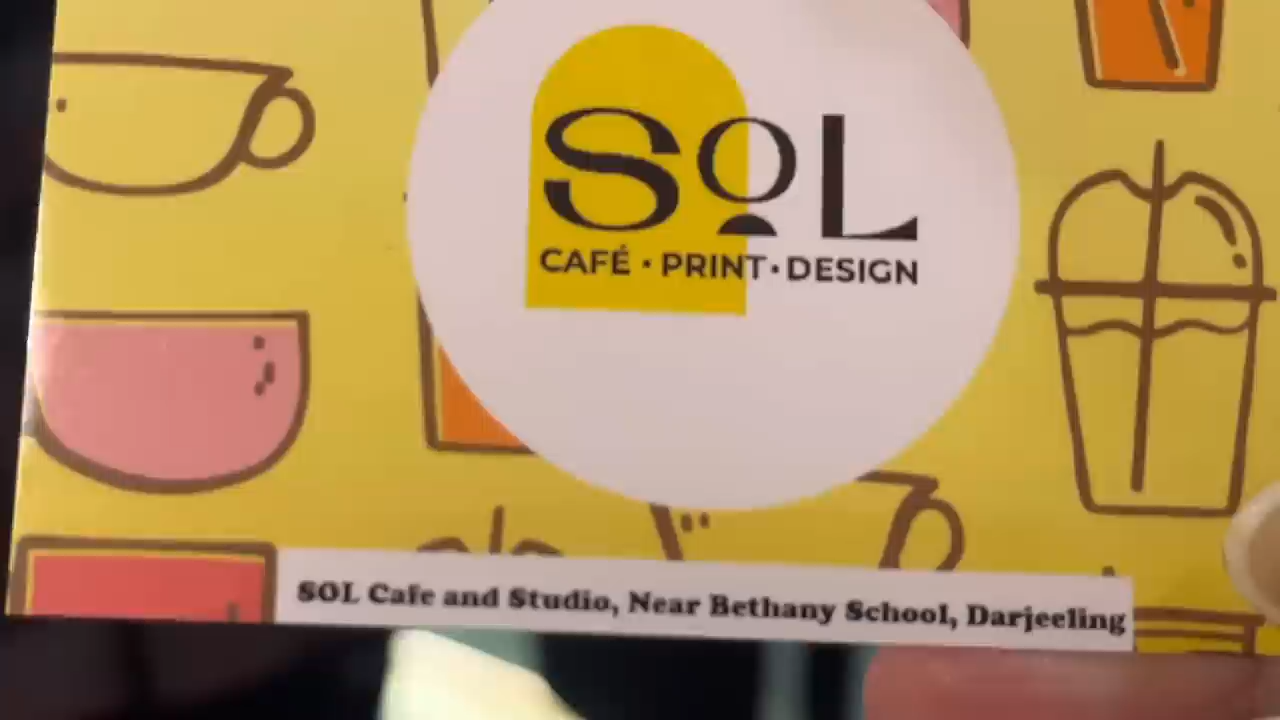 SOL
CAFÉ • PRINT • DESIGN
SOL Cafe and Studio, Near Bethany School, Darjeeling